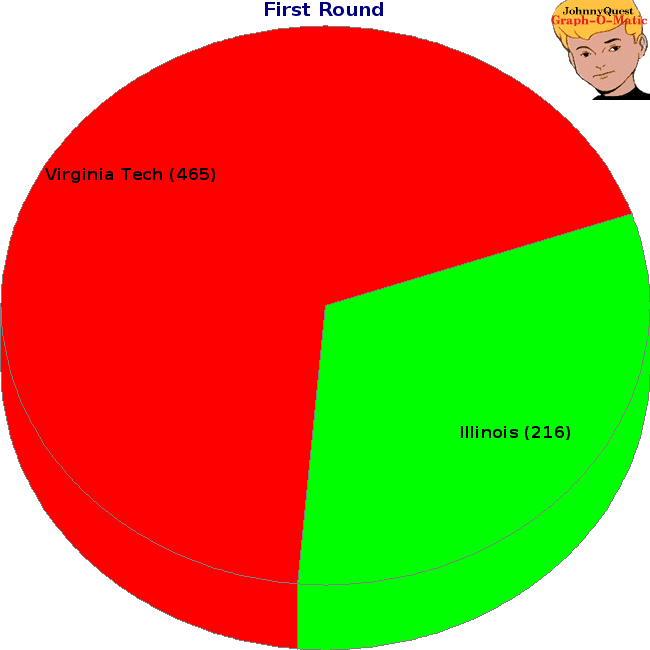 First Round
JohnnyQuest
Graph-O-Matic
Virginia Tech (465)
Illinois (216)